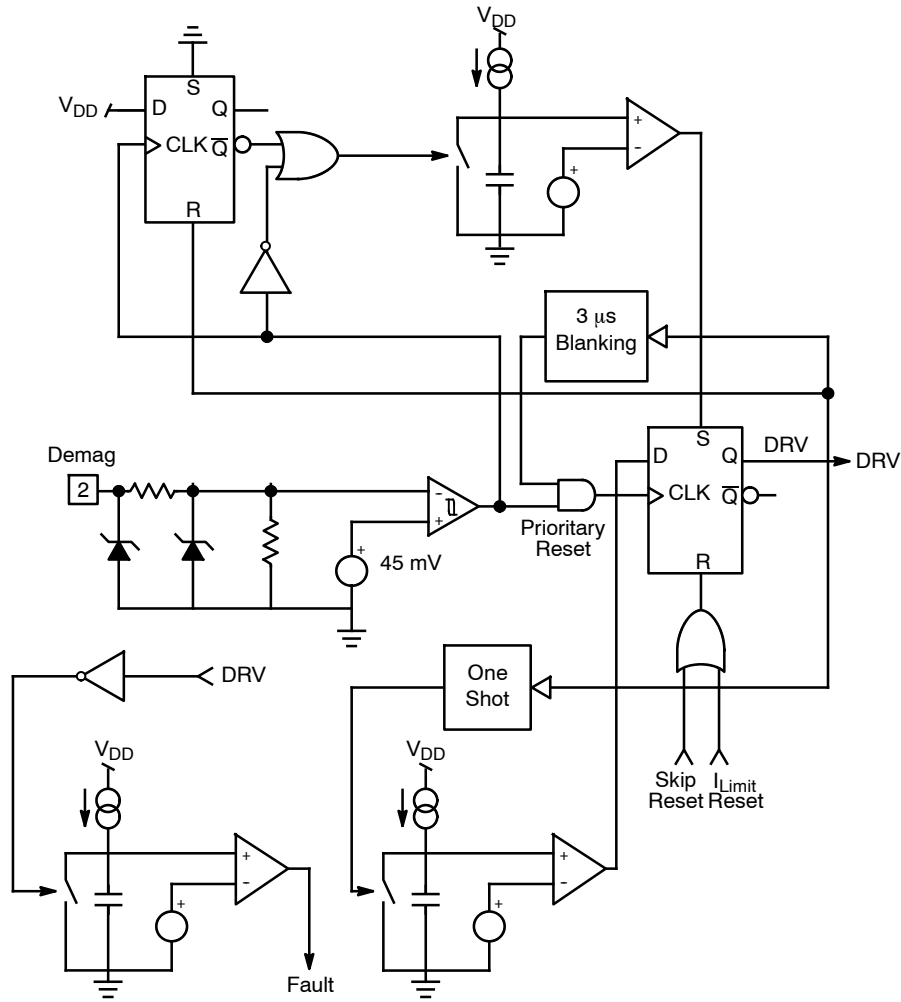 VDD
S
VDD
D
Q
CLK
Q
R
+
-
+
3 μs
Blanking
Demag
2
-
+
+
45 mV
Prioritary
Reset
S
D
Q
DRV
DRV
CLK
Q
R
DRV
One
Shot
Skip
Reset
ILimit
Reset
VDD
+
-
+
Fault
VDD
+
-
+